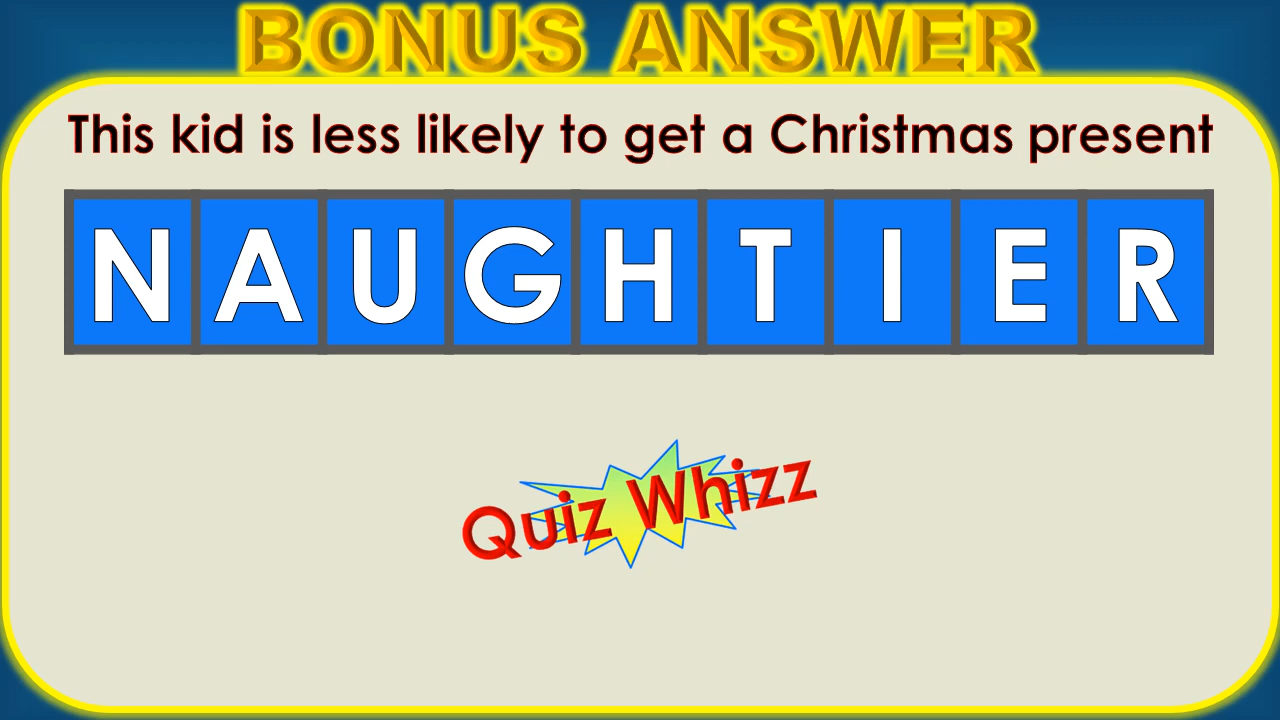 BONUS ANSWER
This kid is less likely to get a Christmas present
NAUGHTIER
Quiz Whizz